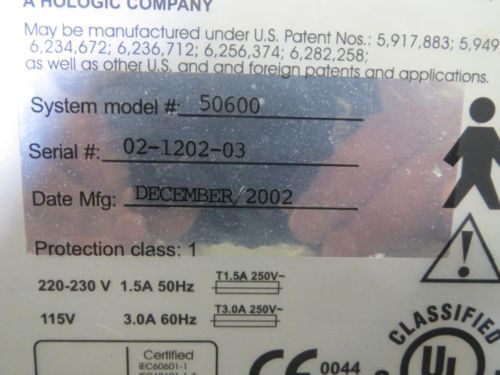 A HOLOGIC COMPANY
May be manufactured under U.S. Patent Nos.: 5,917,883; 5,949
6,234,672; 6,236,712; 6,256,374; 6,282,258;
as well as other U.S. and and foreign patents and applications.
System model #: 50600
Serial #: 02-1202-03
Date Mfg: DECEMBER/2002
Protection class: 1
220-230 V 1.5A 50Hz T1.5A 250V~
115V 3.0A 60Hz T3.0A 250V~
CLASSIFIED
UL
Certified
IEC60601-1
CE 0044